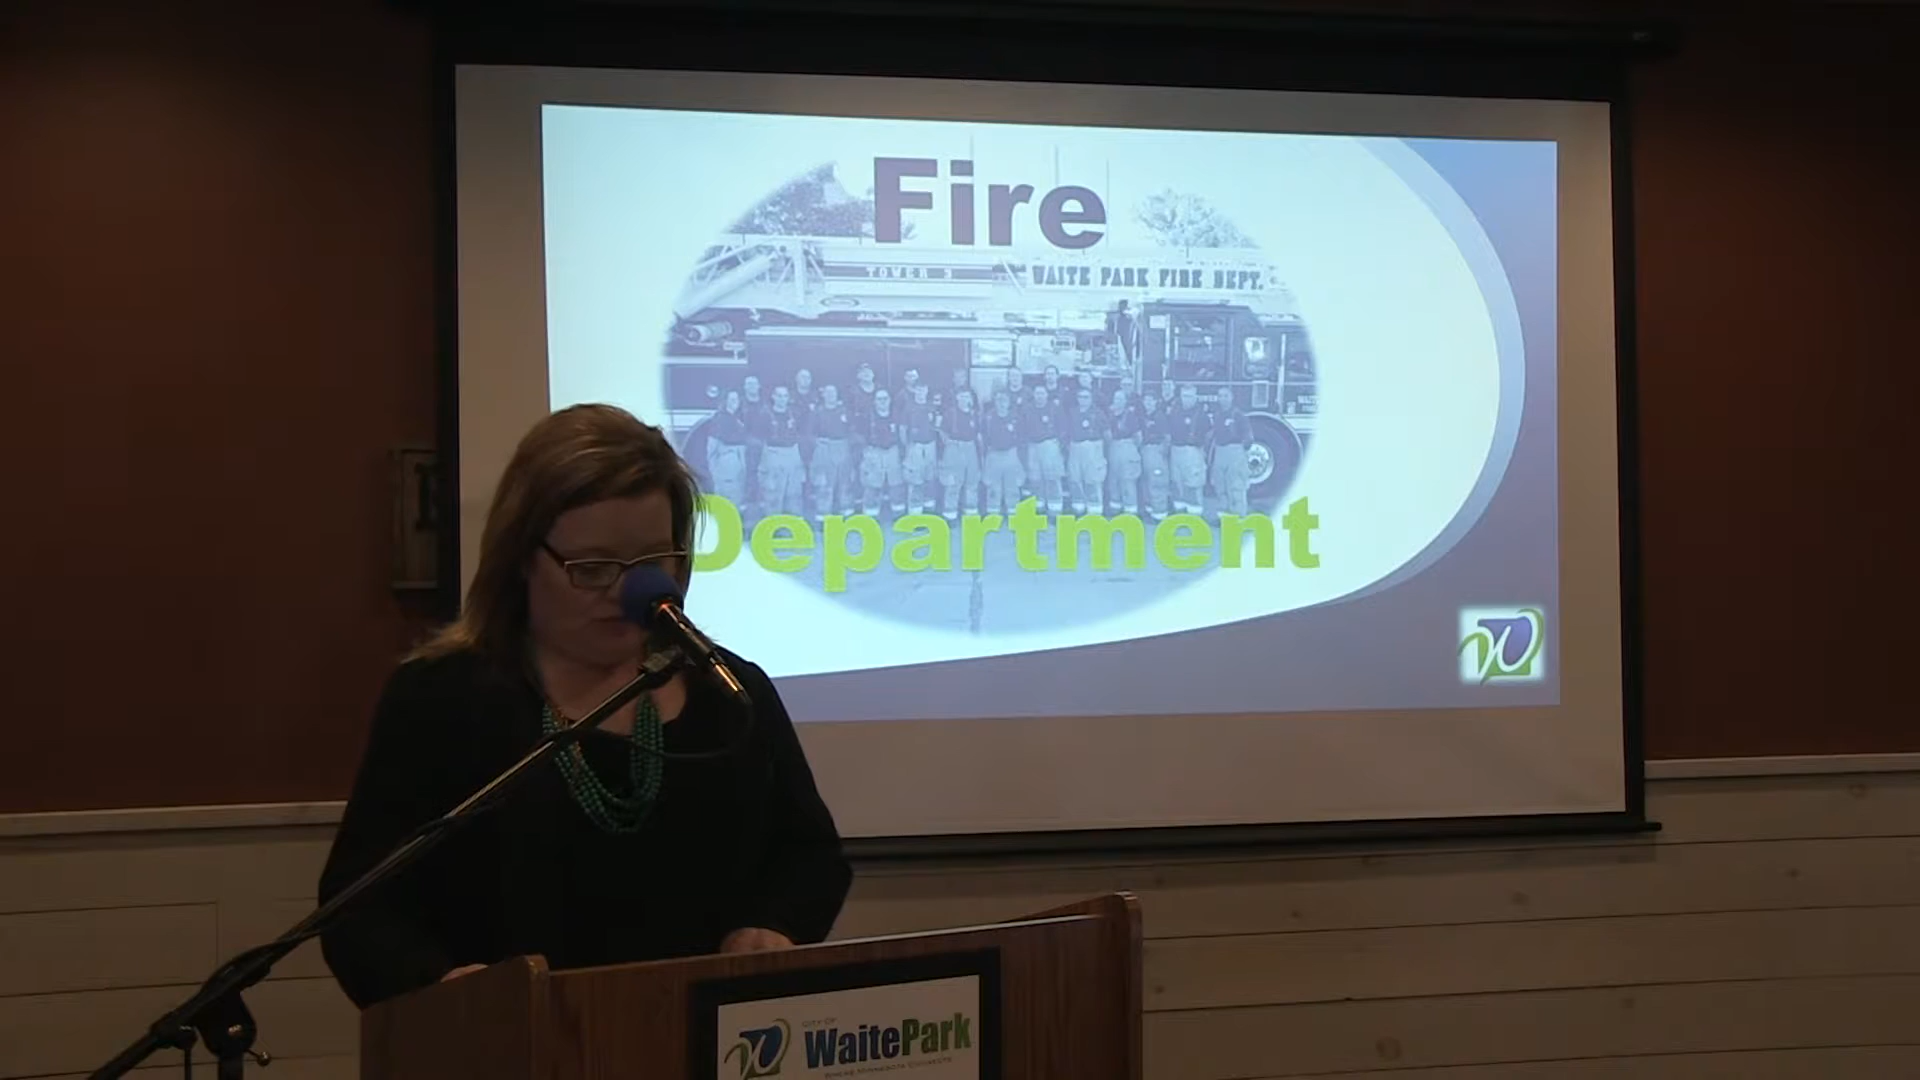 Fire
TOWER 3
WAITE PARK FIRE DEPT.
Department
CITY OF
WaitePark